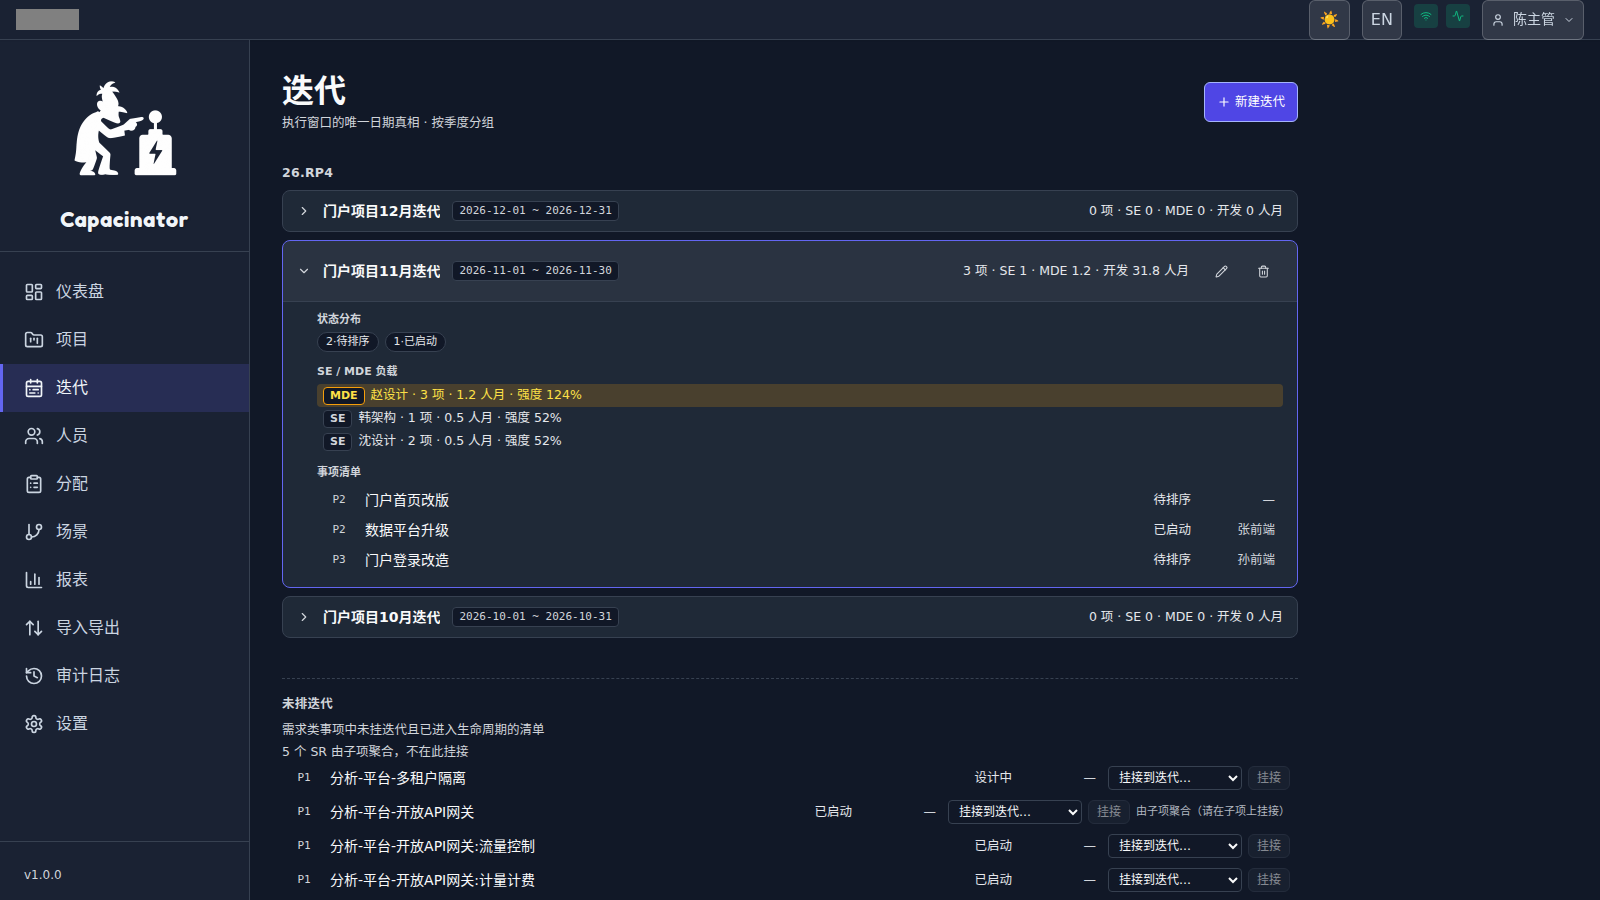 EN
陈主管
Capacinator
仪表盘
项目
迭代
人员
分配
场景
报表
导入导出
审计日志
设置
v1.0.0
迭代
执行窗口的唯一日期真相 · 按季度分组
新建迭代
26.RP4
门户项目12月迭代 2026-12-01 ~ 2026-12-31 0 项 · SE 0 · MDE 0 · 开发 0 人月
门户项目11月迭代 2026-11-01 ~ 2026-11-30 3 项 · SE 1 · MDE 1.2 · 开发 31.8 人月
状态分布
2·待排序 1·已启动
SE / MDE 负载
MDE 赵设计 · 3 项 · 1.2 人月 · 强度 124%
SE 韩架构 · 1 项 · 0.5 人月 · 强度 52%
SE 沈设计 · 2 项 · 0.5 人月 · 强度 52%
事项清单
P2 门户首页改版 待排序 —
P2 数据平台升级 已启动 张前端
P3 门户登录改造 待排序 孙前端
门户项目10月迭代 2026-10-01 ~ 2026-10-31 0 项 · SE 0 · MDE 0 · 开发 0 人月
未排迭代
需求类事项中未挂迭代且已进入生命周期的清单
5 个 SR 由子项聚合，不在此挂接
P1 分析-平台-多租户隔离 设计中 — 挂接到迭代… 挂接
P1 分析-平台-开放API网关 已启动 — 挂接到迭代… 挂接 由子项聚合（请在子项上挂接）
P1 分析-平台-开放API网关:流量控制 已启动 — 挂接到迭代… 挂接
P1 分析-平台-开放API网关:计量计费 已启动 — 挂接到迭代… 挂接